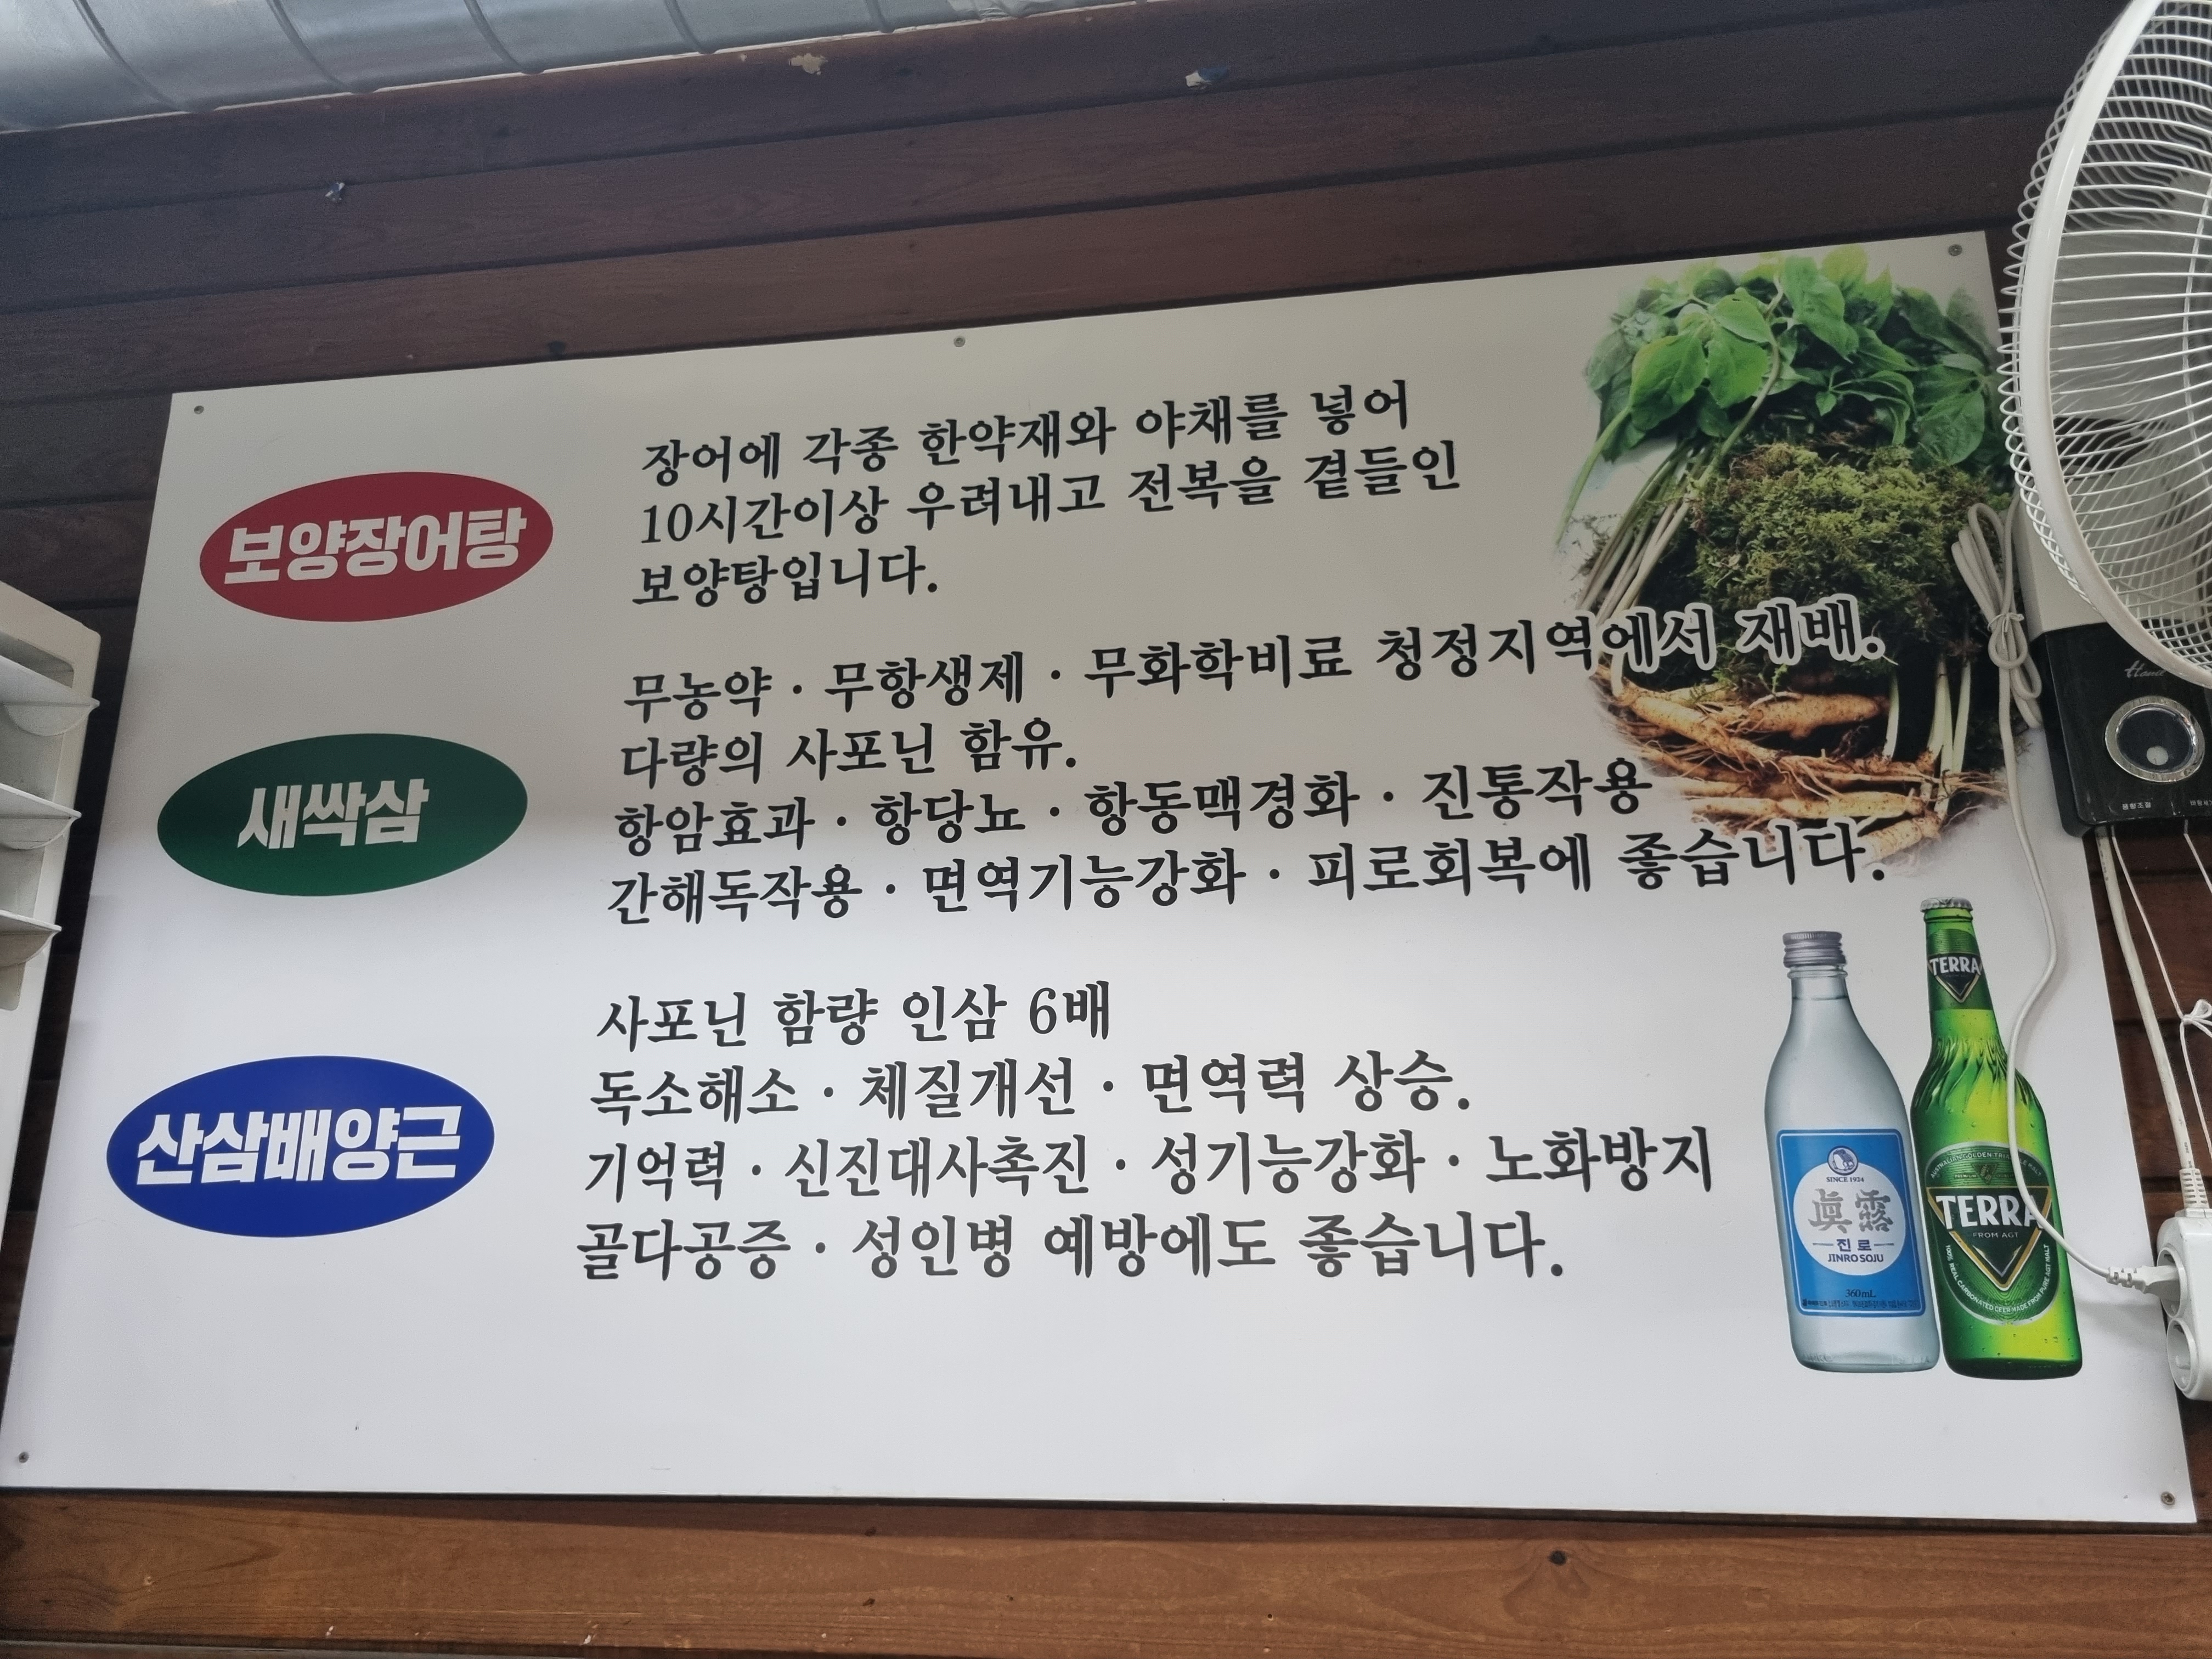 보양장어탕
장어에 각종 한약재와 야채를 넣어
10시간이상 우려내고 전복을 곁들인
보양탕입니다.
새싹삼
무농약 · 무항생제 · 무화학비료 청정지역에서 재배.
다량의 사포닌 함유.
항암효과 · 항당뇨 · 항동맥경화 · 진통작용
간해독작용 · 면역기능강화 · 피로회복에 좋습니다.
산삼배양근
사포닌 함량 인삼 6배
독소해소 · 체질개선 · 면역력 상승.
기억력 · 신진대사촉진 · 성기능강화 · 노화방지
골다공증 · 성인병 예방에도 좋습니다.
SINCE 1924
眞露
진로
JINRO SOJU
360mL
TERRA
TERRA
FROM AGT